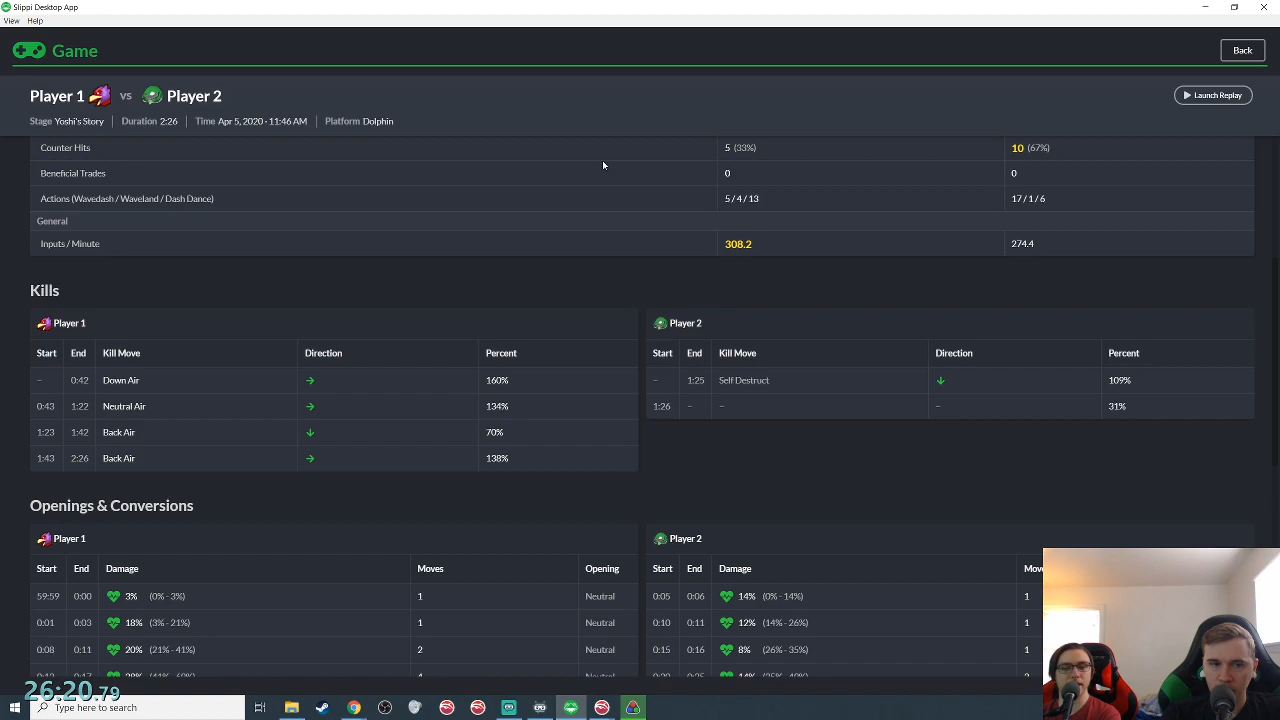 Slippi Desktop App
View Help
Game
Back
Player 1 vs Player 2
Launch Replay
Stage Yoshi's Story Duration 2:26 Time Apr 5, 2020 · 11:46 AM Platform Dolphin
Counter Hits 5 (33%) 10 (67%)
Beneficial Trades 0 0
Actions (Wavedash / Waveland / Dash Dance) 5 / 4 / 13 17 / 1 / 6
General
Inputs / Minute 308.2 274.4
Kills
Player 1
Start End Kill Move Direction Percent
– 0:42 Down Air 160%
0:43 1:22 Neutral Air 134%
1:23 1:42 Back Air 70%
1:43 2:26 Back Air 138%
Player 2
Start End Kill Move Direction Percent
– 1:25 Self Destruct 109%
1:26 – – – 31%
Openings & Conversions
Player 1
Start End Damage Moves Opening
59:59 0:00 3% (0% - 3%) 1 Neutral
0:01 0:03 18% (3% - 21%) 1 Neutral
0:08 0:11 20% (21% - 41%) 2 Neutral
Player 2
Start End Damage
0:05 0:06 14% (0% - 14%) 1
0:10 0:11 12% (14% - 26%) 1
0:15 0:16 8% (26% - 35%) 1
26:20.79
Type here to search